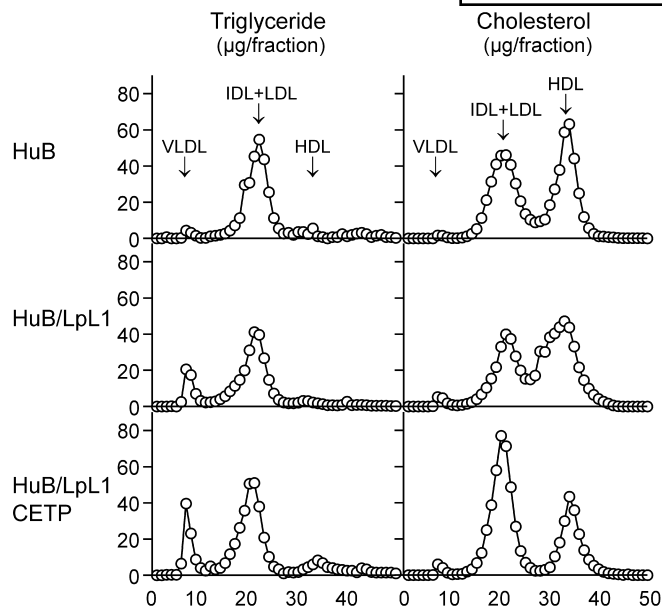 Triglyceride
(µg/fraction)
Cholesterol
(µg/fraction)
HuB
80
60
40
20
0
VLDL
IDL+LDL
HDL
VLDL
IDL+LDL
HDL
HuB/LpL1
80
60
40
20
0
HuB/LpL1
CETP
80
60
40
20
0
0 10 20 30 40 0 10 20 30 40 50